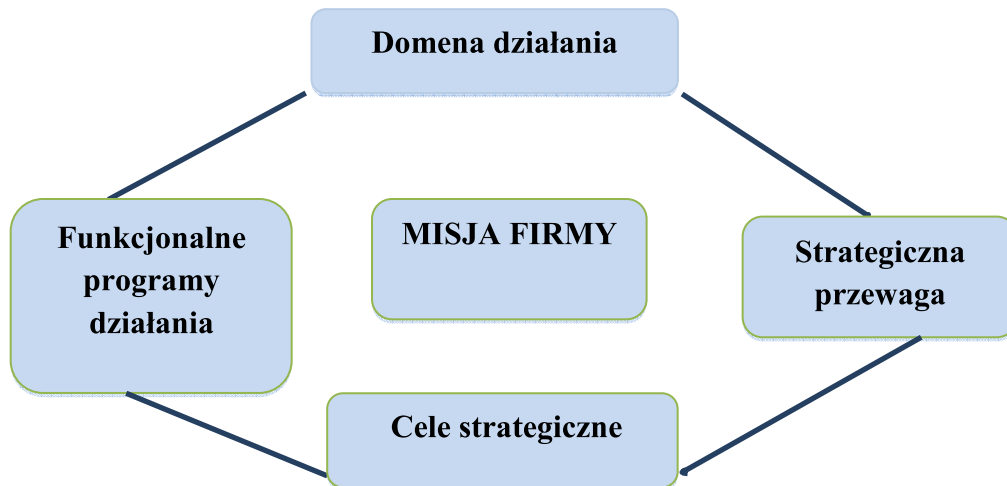 Domena działania
Funkcjonalne
programy
działania
MISJA FIRMY
Strategiczna
przewaga
Cele strategiczne